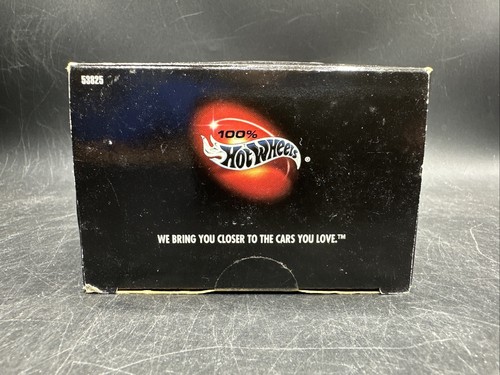 53825
100%
HOT WHEELS®
WE BRING YOU CLOSER TO THE CARS YOU LOVE.™